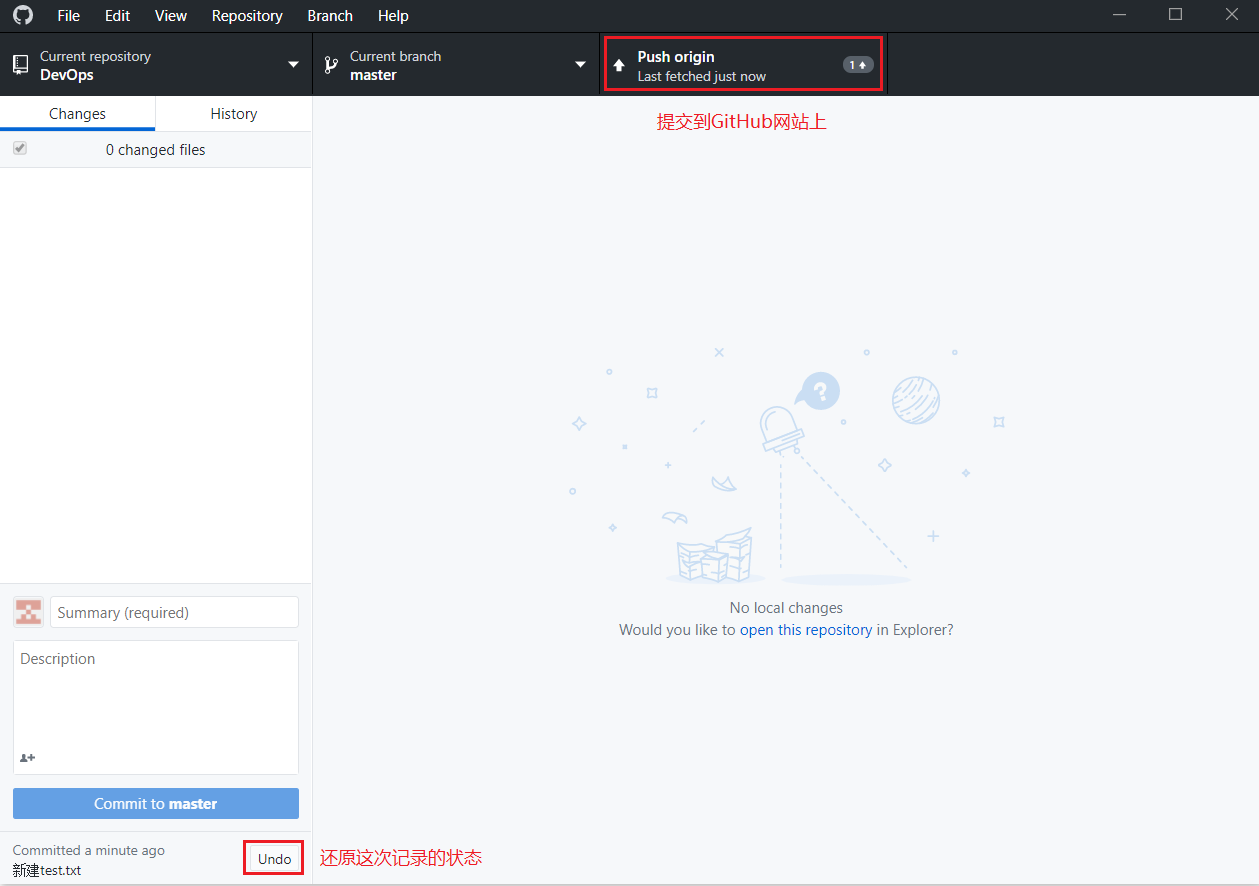 File Edit View Repository Branch Help
Current repository
DevOps
Current branch
master
Push origin
Last fetched just now
1
Changes
History
提交到GitHub网站上
0 changed files
?
No local changes
Would you like to open this repository in Explorer?
Summary (required)
Description
Commit to master
Committed a minute ago
新建test.txt
Undo
还原这次记录的状态